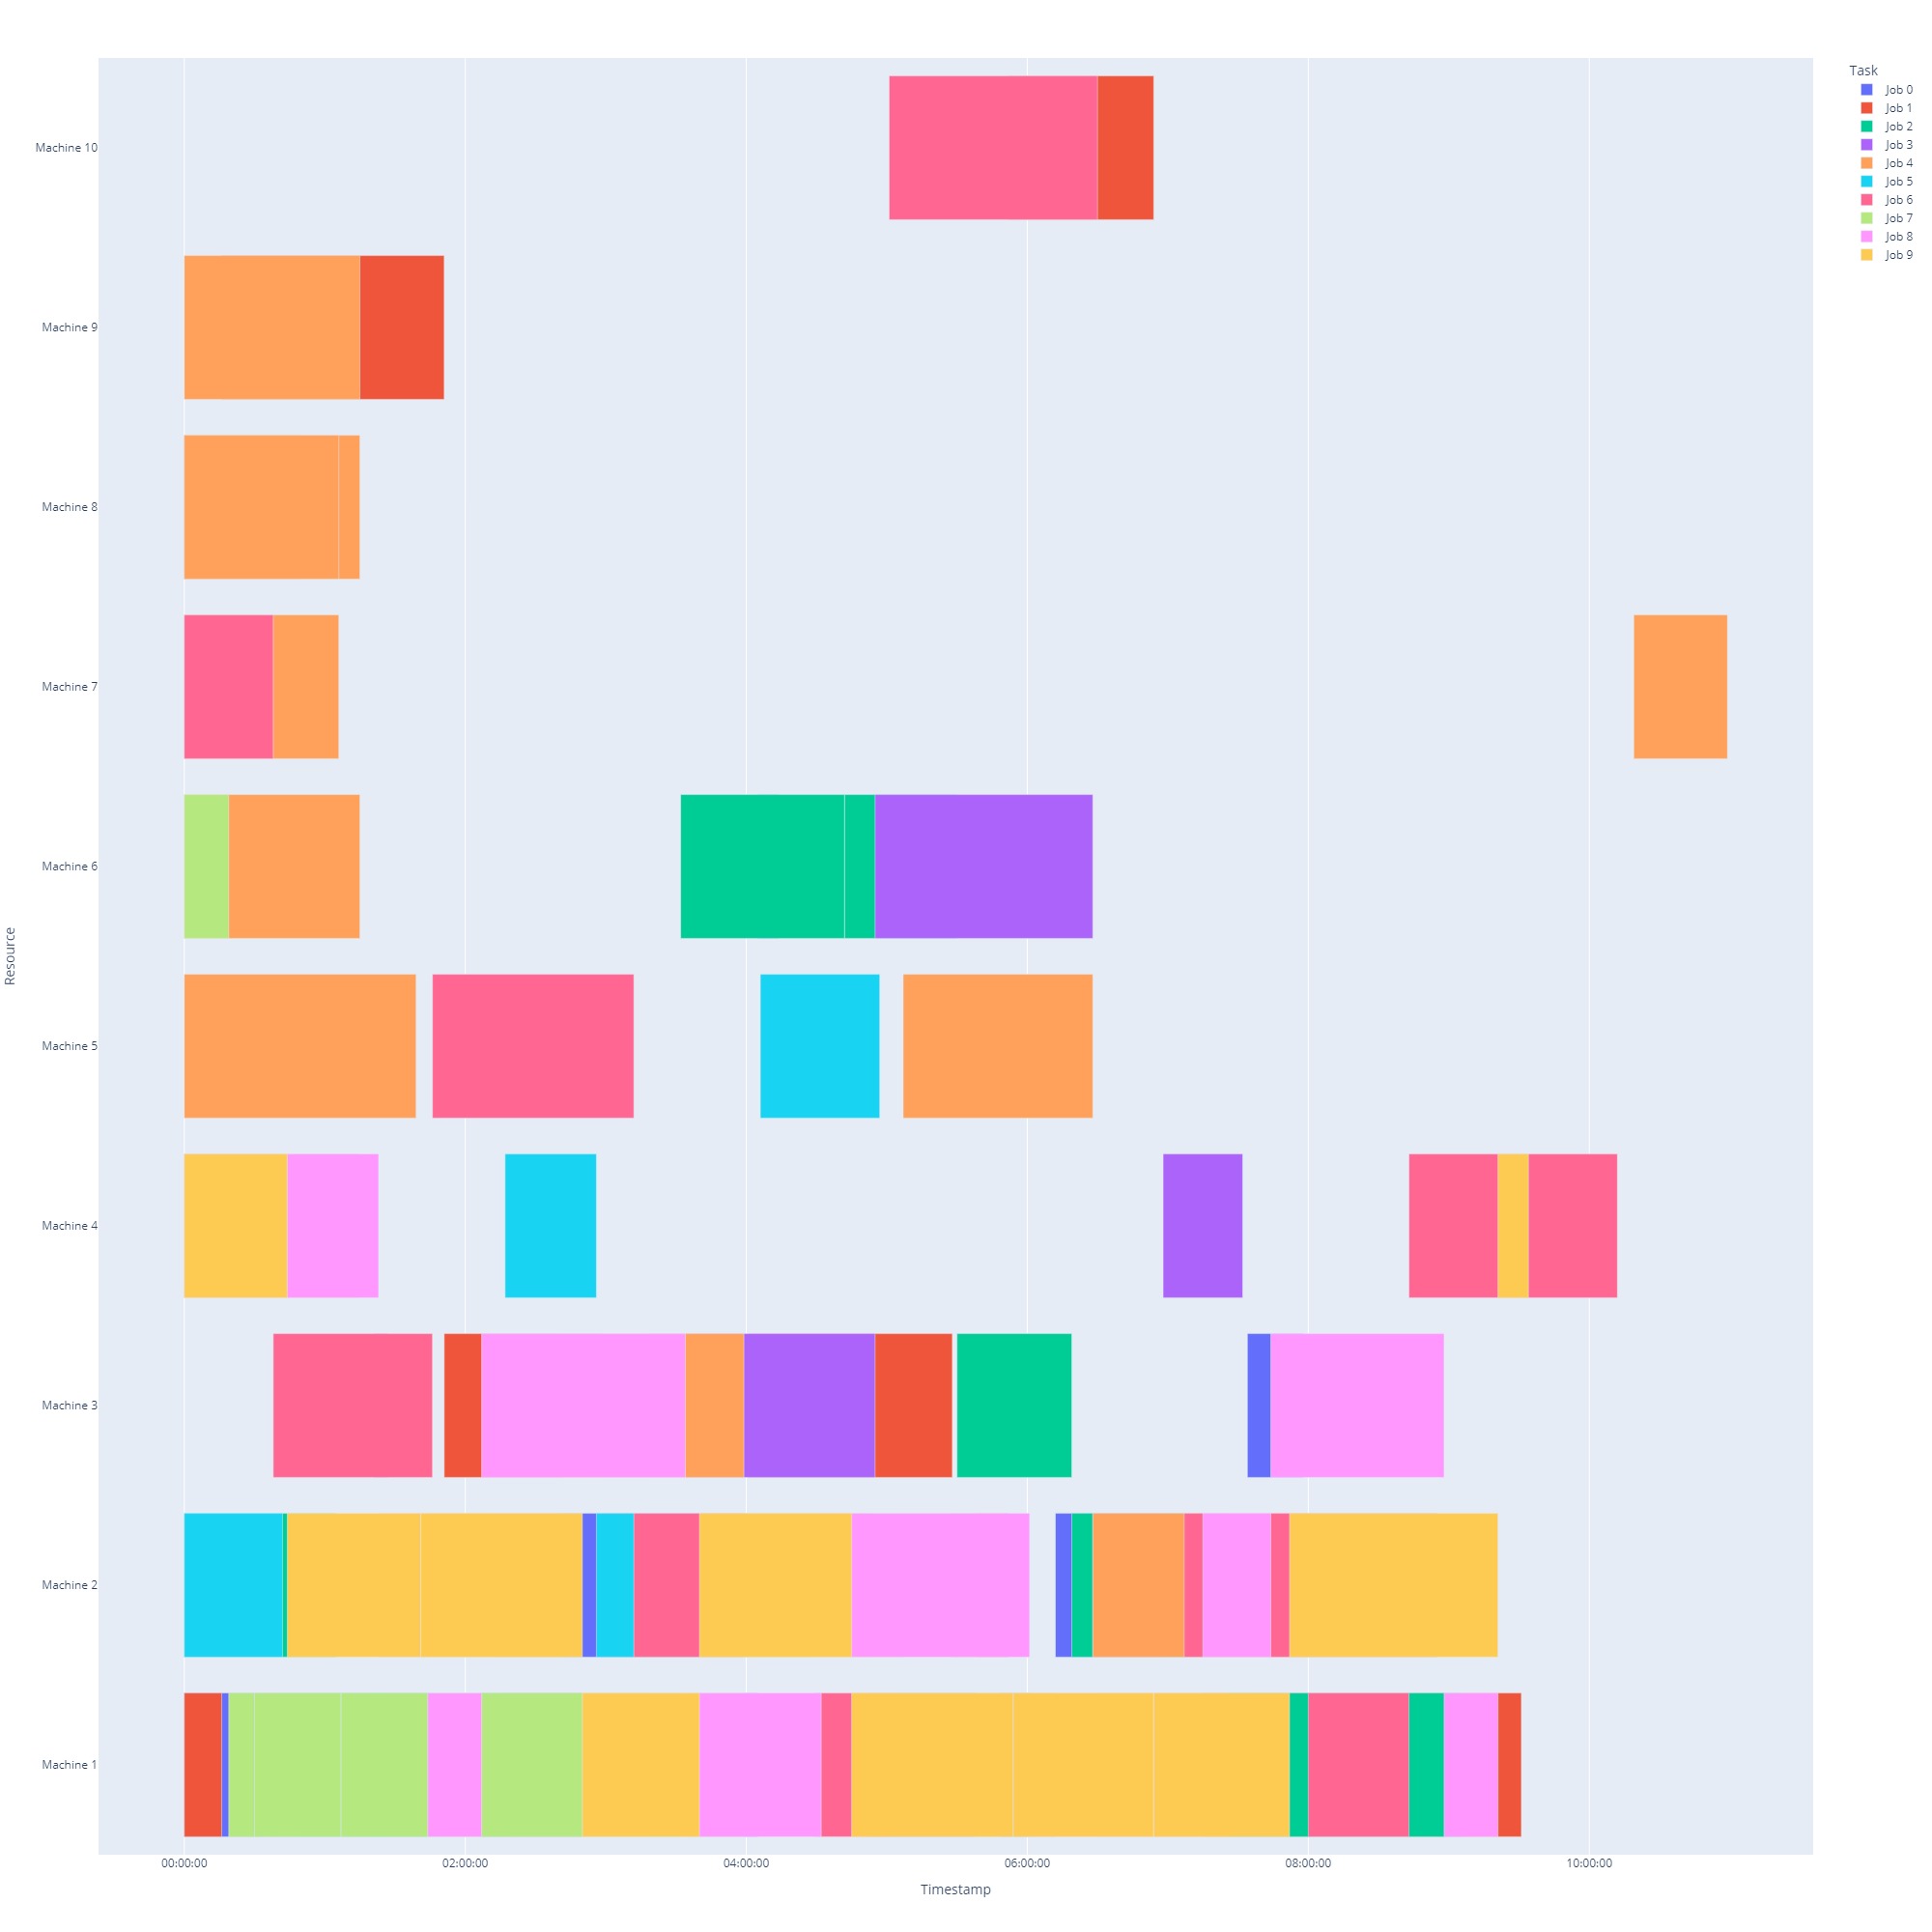 Task
Job 0
Job 1
Job 2
Job 3
Job 4
Job 5
Job 6
Job 7
Job 8
Job 9
Machine 10
Machine 9
Machine 8
Machine 7
Machine 6
Machine 5
Machine 4
Machine 3
Machine 2
Machine 1
Resource
00:00:00 02:00:00 04:00:00 06:00:00 08:00:00 10:00:00
Timestamp